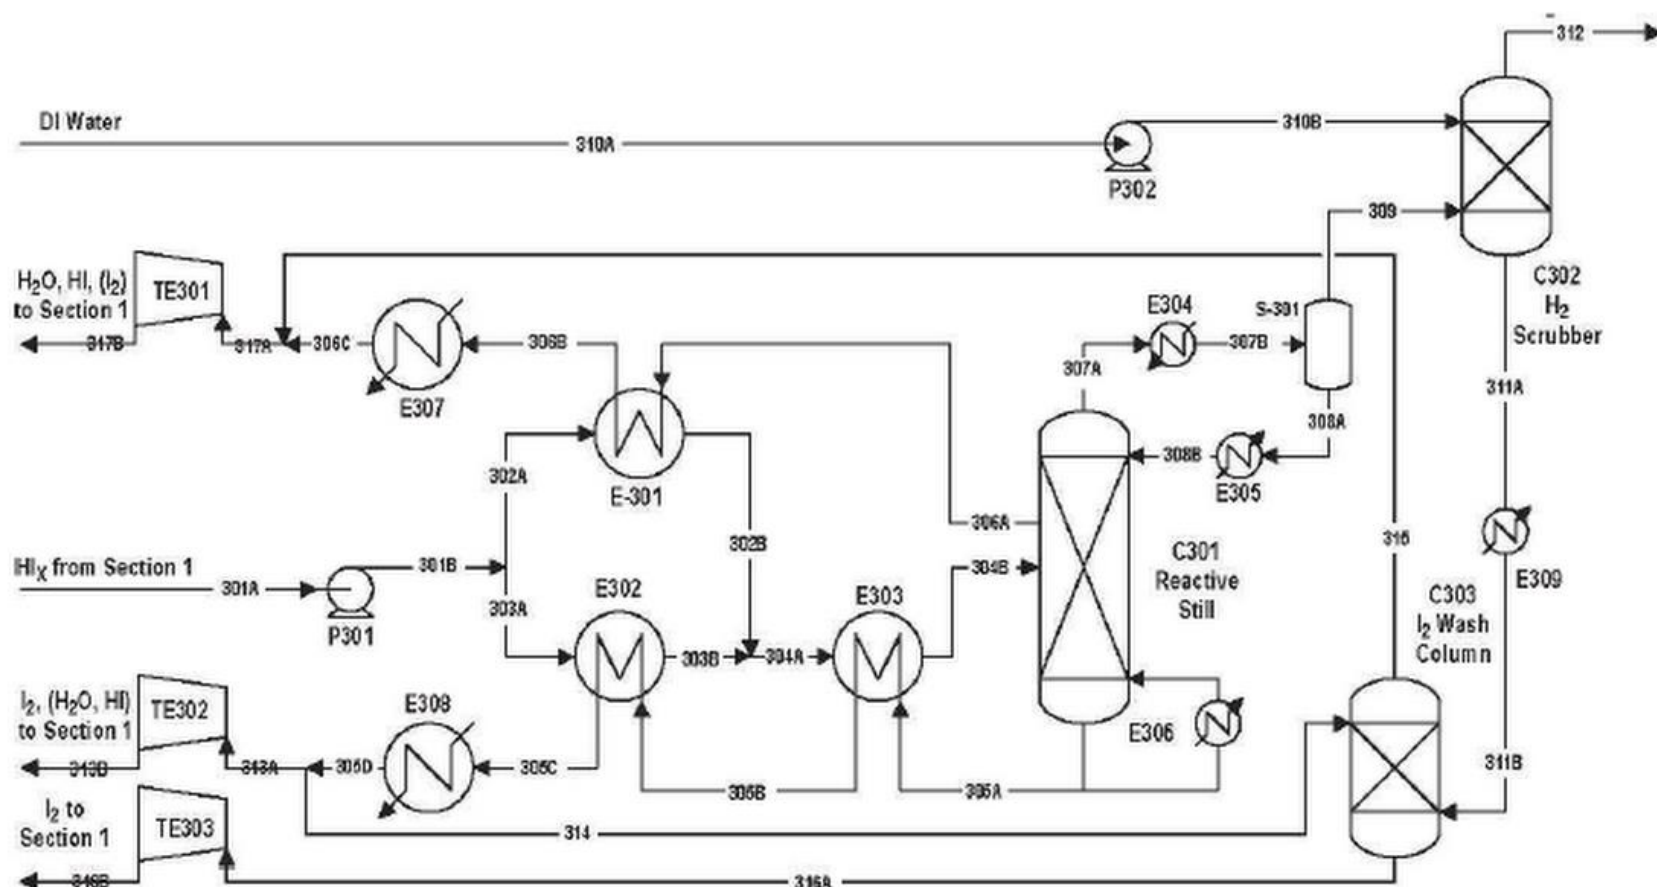 312
DI Water
310A
310B
P302
309
H2O, HI, (I2)
to Section 1
TE301
C302
H2
Scrubber
E304
S-301
317B
317A
306C
306B
307A
307B
E307
311A
308A
302A
308B
E-301
E305
306A
302B
315
HIX from Section 1
301A
301B
304B
C301
Reactive
Still
E309
P301
303A
E302
E303
C303
I2 Wash
Column
303B
304A
I2, (H2O, HI)
to Section 1
TE302
E308
E306
313B
313A
305D
305C
305B
305A
311B
I2 to
Section 1
TE303
314
316B
316A